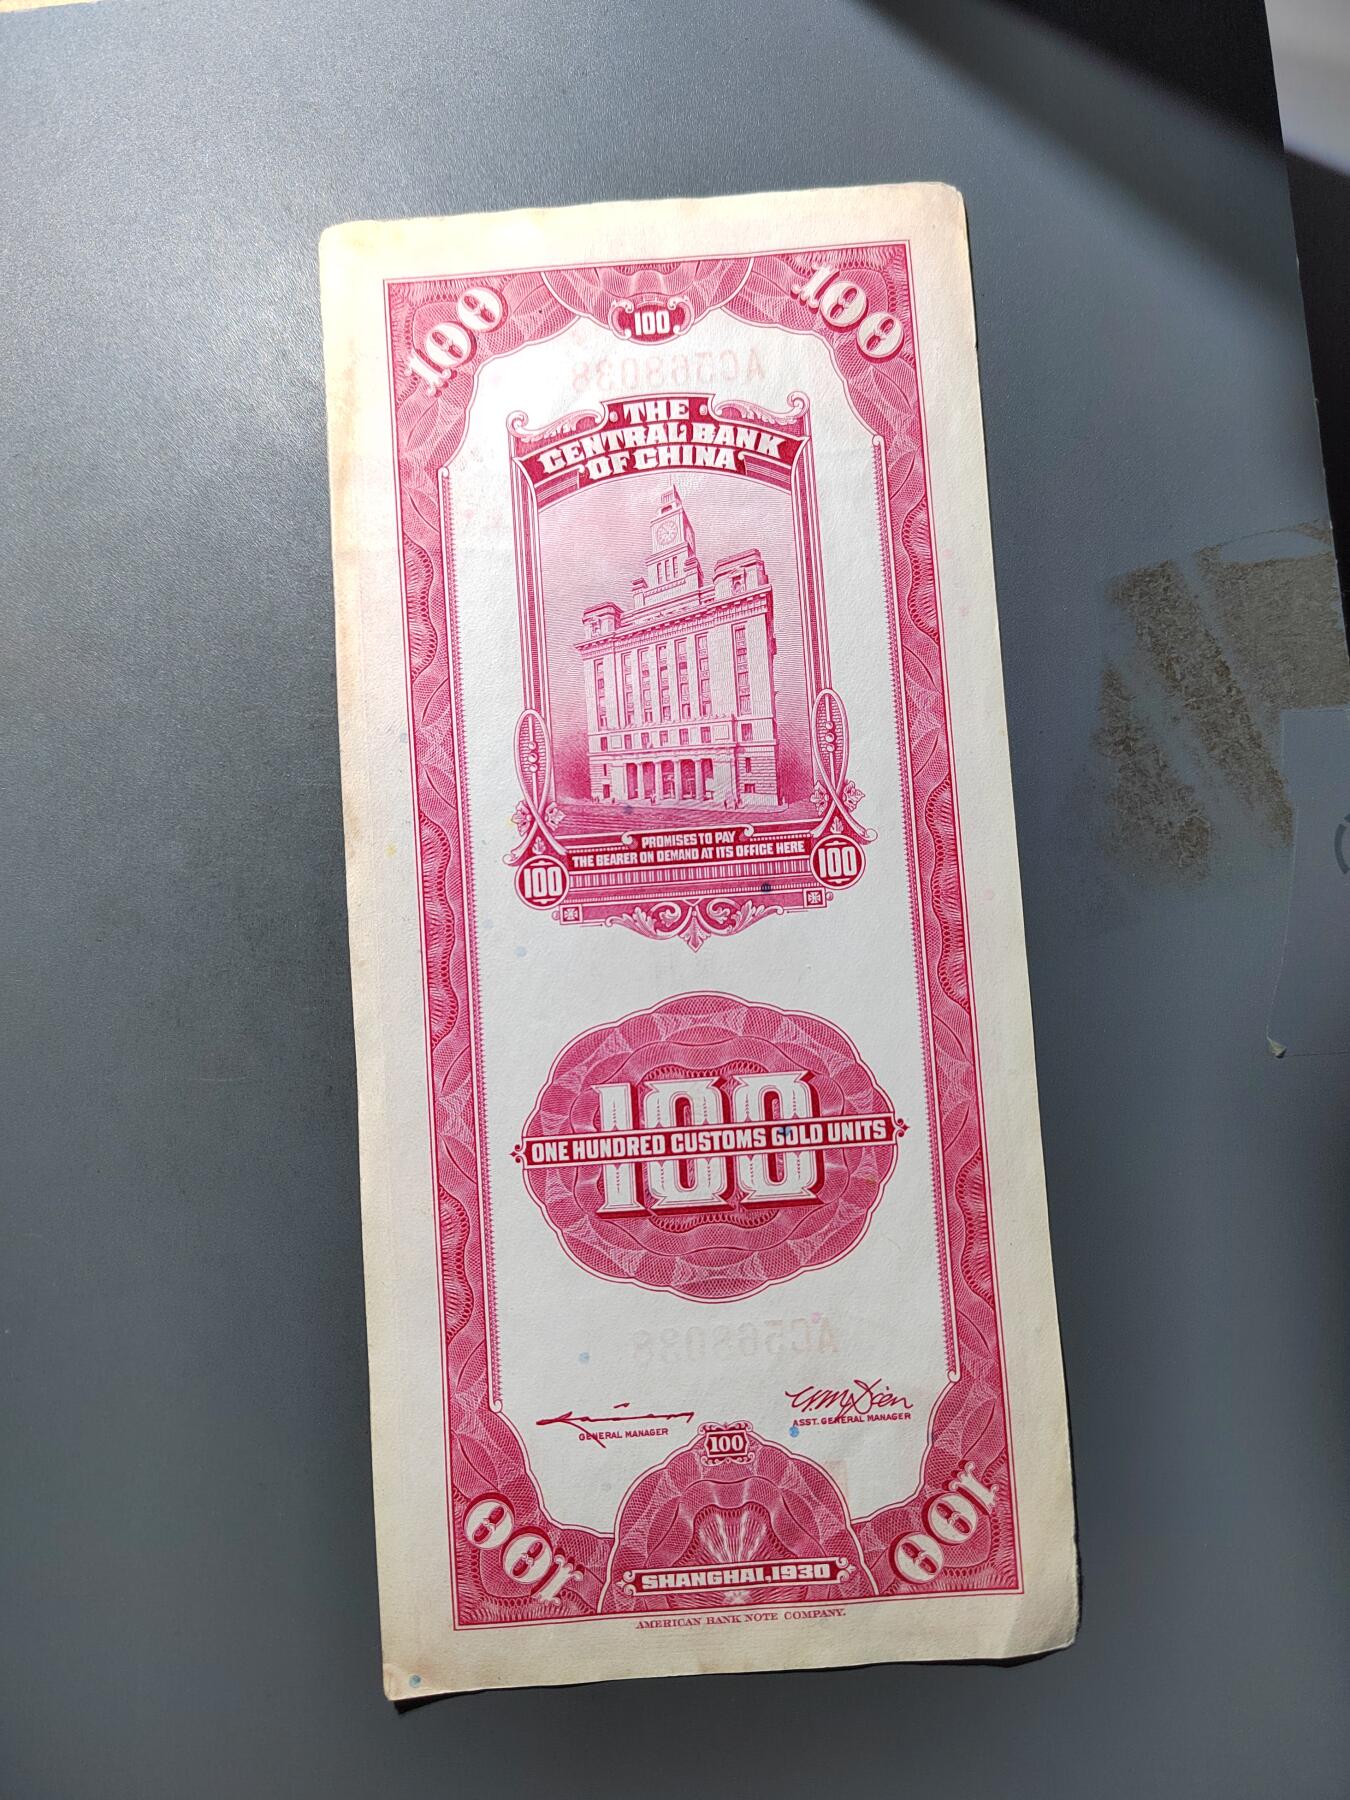 100
100
100
AC568038
THE
CENTRAL BANK
OF CHINA
PROMISES TO PAY
THE BEARER ON DEMAND AT ITS OFFICE HERE
100
100
100
ONE HUNDRED CUSTOMS GOLD UNITS
AC568038
GENERAL MANAGER
ASST. GENERAL MANAGER
100
100
100
SHANGHAI, 1930
AMERICAN BANK NOTE COMPANY.